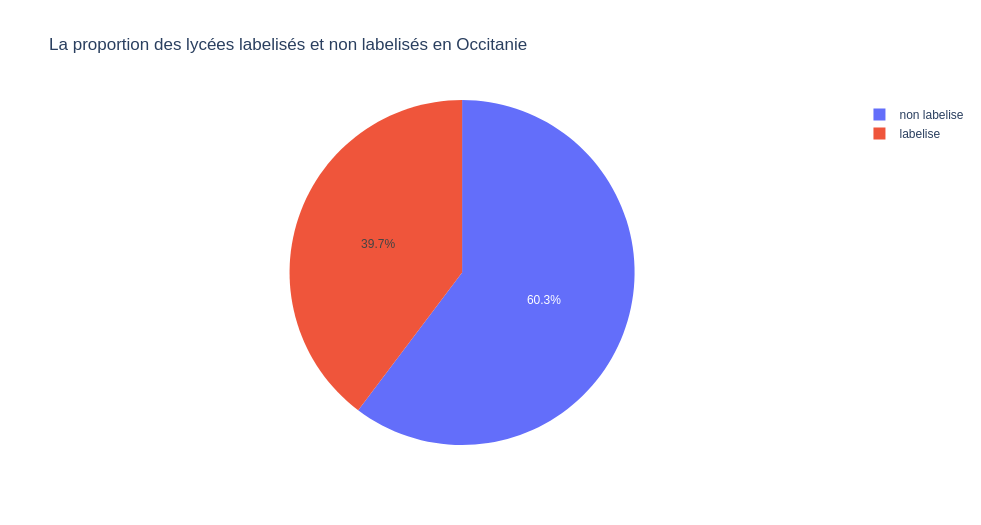 La proportion des lycées labelisés et non labelisés en Occitanie
non labelise
labelise
39.7%
60.3%